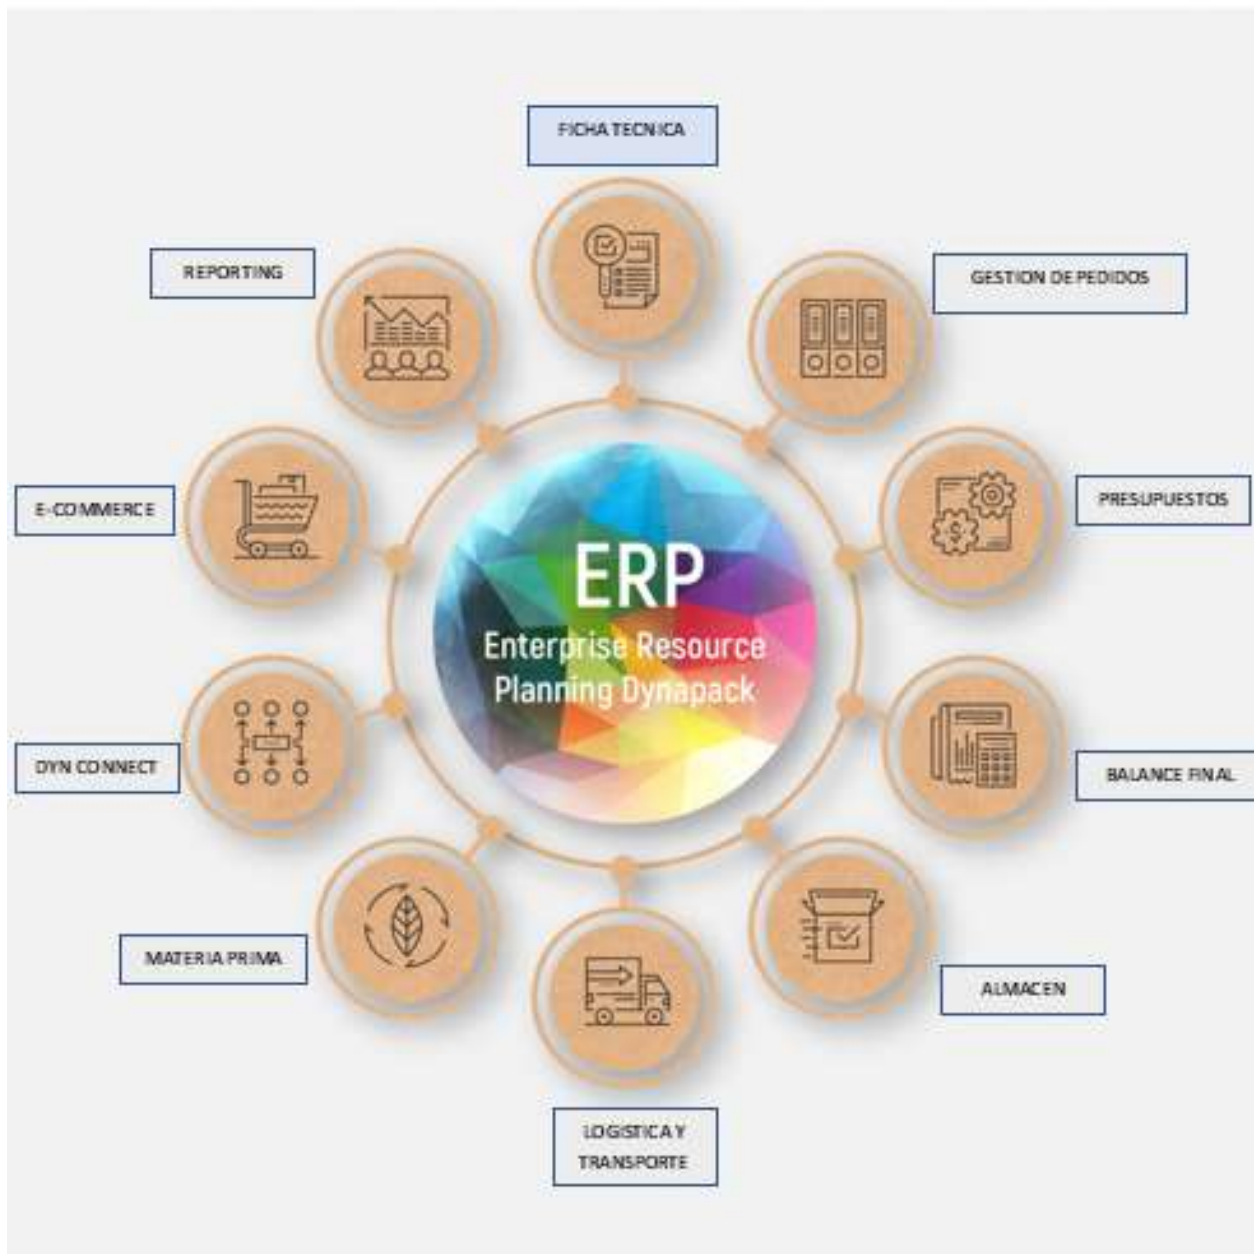 FICHA TECNICA
REPORTING
GESTION DE PEDIDOS
E-COMMERCE
PRESUPUESTOS
ERP
Enterprise Resource
Planning Dynapack
DYN CONNECT
BALANCE FINAL
MATERIA PRIMA
ALMACEN
LOGISTICA Y
TRANSPORTE